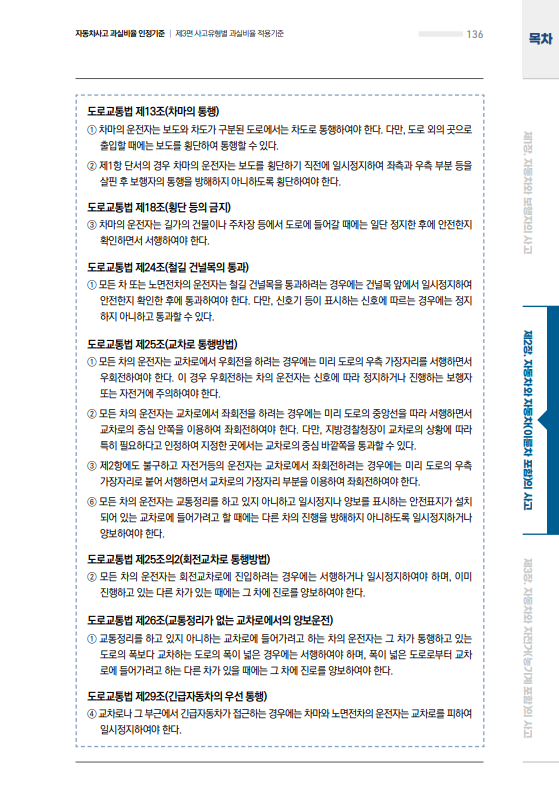 자동차사고 과실비율 인정기준 | 제3편 사고유형별 과실비율 적용기준
136
목차
도로교통법 제13조(차마의 통행)
① 차마의 운전자는 보도와 차도가 구분된 도로에서는 차도로 통행하여야 한다. 다만, 도로 외의 곳으로
출입할 때에는 보도를 횡단하여 통행할 수 있다.
② 제1항 단서의 경우 차마의 운전자는 보도를 횡단하기 직전에 일시정지하여 좌측과 우측 부분 등을
살핀 후 보행자의 통행을 방해하지 아니하도록 횡단하여야 한다.
도로교통법 제18조(횡단 등의 금지)
③ 차마의 운전자는 길가의 건물이나 주차장 등에서 도로에 들어갈 때에는 일단 정지한 후에 안전한지
확인하면서 서행하여야 한다.
도로교통법 제24조(철길 건널목의 통과)
① 모든 차 또는 노면전차의 운전자는 철길 건널목을 통과하려는 경우에는 건널목 앞에서 일시정지하여
안전한지 확인한 후에 통과하여야 한다. 다만, 신호기 등이 표시하는 신호에 따르는 경우에는 정지
하지 아니하고 통과할 수 있다.
도로교통법 제25조(교차로 통행방법)
① 모든 차의 운전자는 교차로에서 우회전을 하려는 경우에는 미리 도로의 우측 가장자리를 서행하면서
우회전하여야 한다. 이 경우 우회전하는 차의 운전자는 신호에 따라 정지하거나 진행하는 보행자
또는 자전거에 주의하여야 한다.
② 모든 차의 운전자는 교차로에서 좌회전을 하려는 경우에는 미리 도로의 중앙선을 따라 서행하면서
교차로의 중심 안쪽을 이용하여 좌회전하여야 한다. 다만, 지방경찰청장이 교차로의 상황에 따라
특히 필요하다고 인정하여 지정한 곳에서는 교차로의 중심 바깥쪽을 통과할 수 있다.
③ 제2항에도 불구하고 자전거등의 운전자는 교차로에서 좌회전하려는 경우에는 미리 도로의 우측
가장자리로 붙어 서행하면서 교차로의 가장자리 부분을 이용하여 좌회전하여야 한다.
⑥ 모든 차의 운전자는 교통정리를 하고 있지 아니하고 일시정지나 양보를 표시하는 안전표지가 설치
되어 있는 교차로에 들어가려고 할 때에는 다른 차의 진행을 방해하지 아니하도록 일시정지하거나
양보하여야 한다.
도로교통법 제25조의2(회전교차로 통행방법)
② 모든 차의 운전자는 회전교차로에 진입하려는 경우에는 서행하거나 일시정지하여야 하며, 이미
진행하고 있는 다른 차가 있는 때에는 그 차에 진로를 양보하여야 한다.
도로교통법 제26조(교통정리가 없는 교차로에서의 양보운전)
① 교통정리를 하고 있지 아니하는 교차로에 들어가려고 하는 차의 운전자는 그 차가 통행하고 있는
도로의 폭보다 교차하는 도로의 폭이 넓은 경우에는 서행하여야 하며, 폭이 넓은 도로로부터 교차
로에 들어가려고 하는 다른 차가 있을 때에는 그 차에 진로를 양보하여야 한다.
도로교통법 제29조(긴급자동차의 우선 통행)
④ 교차로나 그 부근에서 긴급자동차가 접근하는 경우에는 차마와 노면전차의 운전자는 교차로를 피하여
일시정지하여야 한다.
제1장. 자동차와 보행자의 사고
제2장. 자동차와 자동차(이륜차 포함)의 사고
제3장. 자동차와 자전거(농기계 포함)의 사고